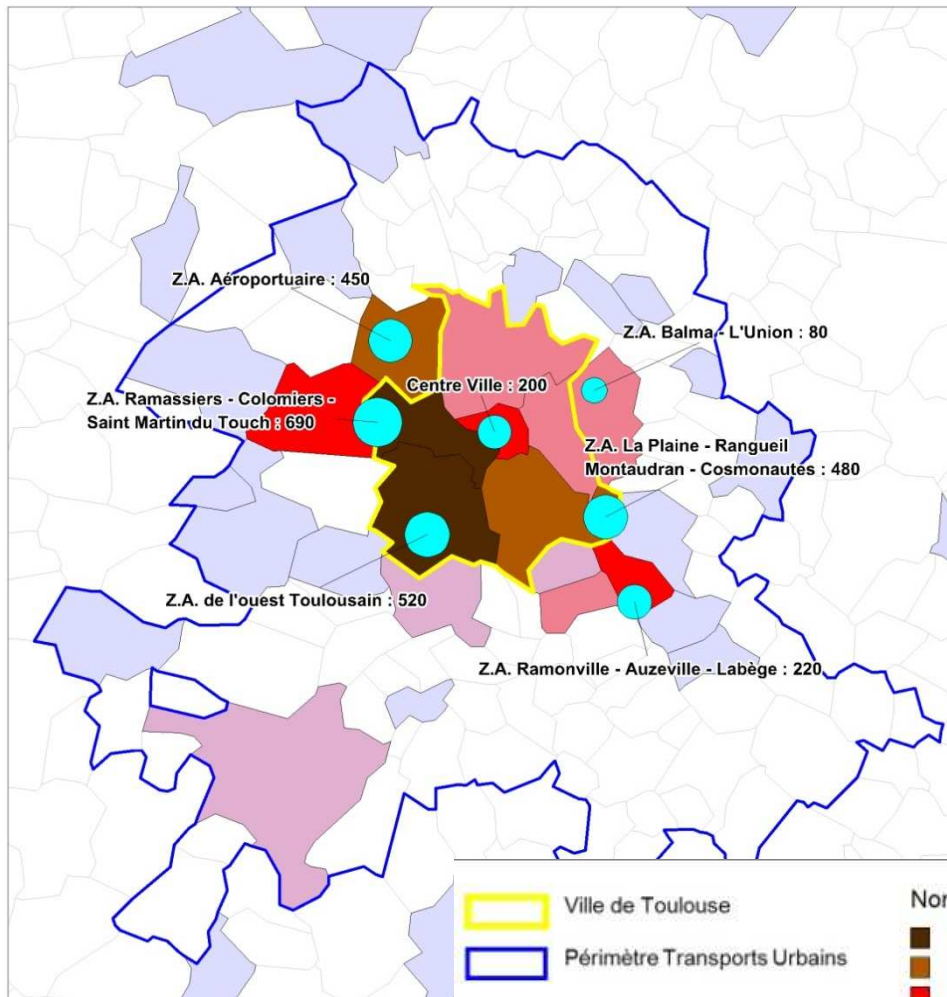 Z.A. Aéroportuaire : 450
Z.A. Balma - L'Union : 80
Centre Ville : 200
Z.A. Ramassiers - Colomiers -
Saint Martin du Touch : 690
Z.A. La Plaine - Rangueil
Montaudran - Cosmonautes : 480
Z.A. de l'ouest Toulousain : 520
Z.A. Ramonville - Auzeville - Labège : 220
Ville de Toulouse
Périmètre Transports Urbains